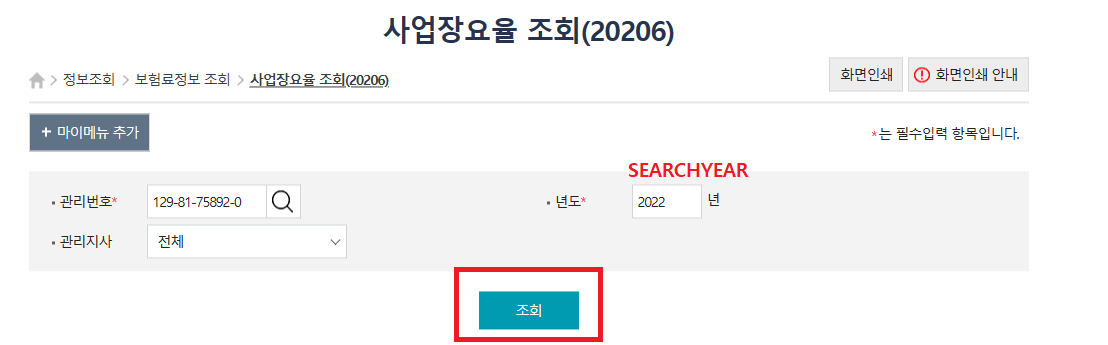 사업장요율 조회(20206)
정보조회 > 보험료정보 조회 > 사업장요율 조회(20206)
화면인쇄
화면인쇄 안내
+ 마이메뉴 추가
*는 필수입력 항목입니다.
SEARCHYEAR
관리번호* 129-81-75892-0
년도* 2022 년
관리지사 전체
조회